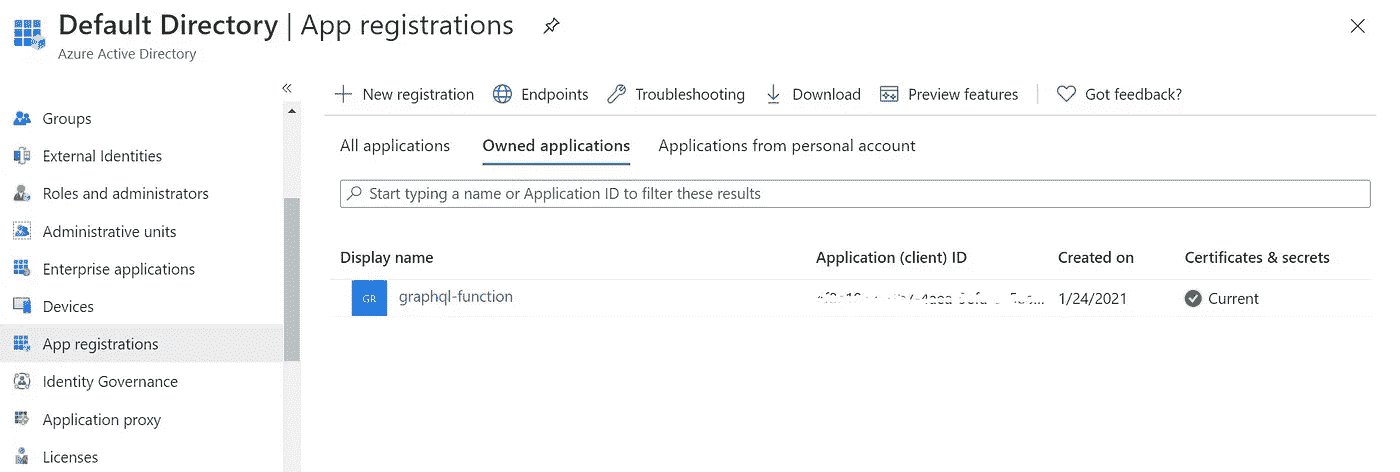 Default Directory | App registrations
Azure Active Directory
Groups
External Identities
Roles and administrators
Administrative units
Enterprise applications
Devices
App registrations
Identity Governance
Application proxy
Licenses
New registration Endpoints Troubleshooting Download Preview features Got feedback?
All applications Owned applications Applications from personal account
Start typing a name or Application ID to filter these results
Display name Application (client) ID Created on Certificates & secrets
GR graphql-function 1/24/2021 Current